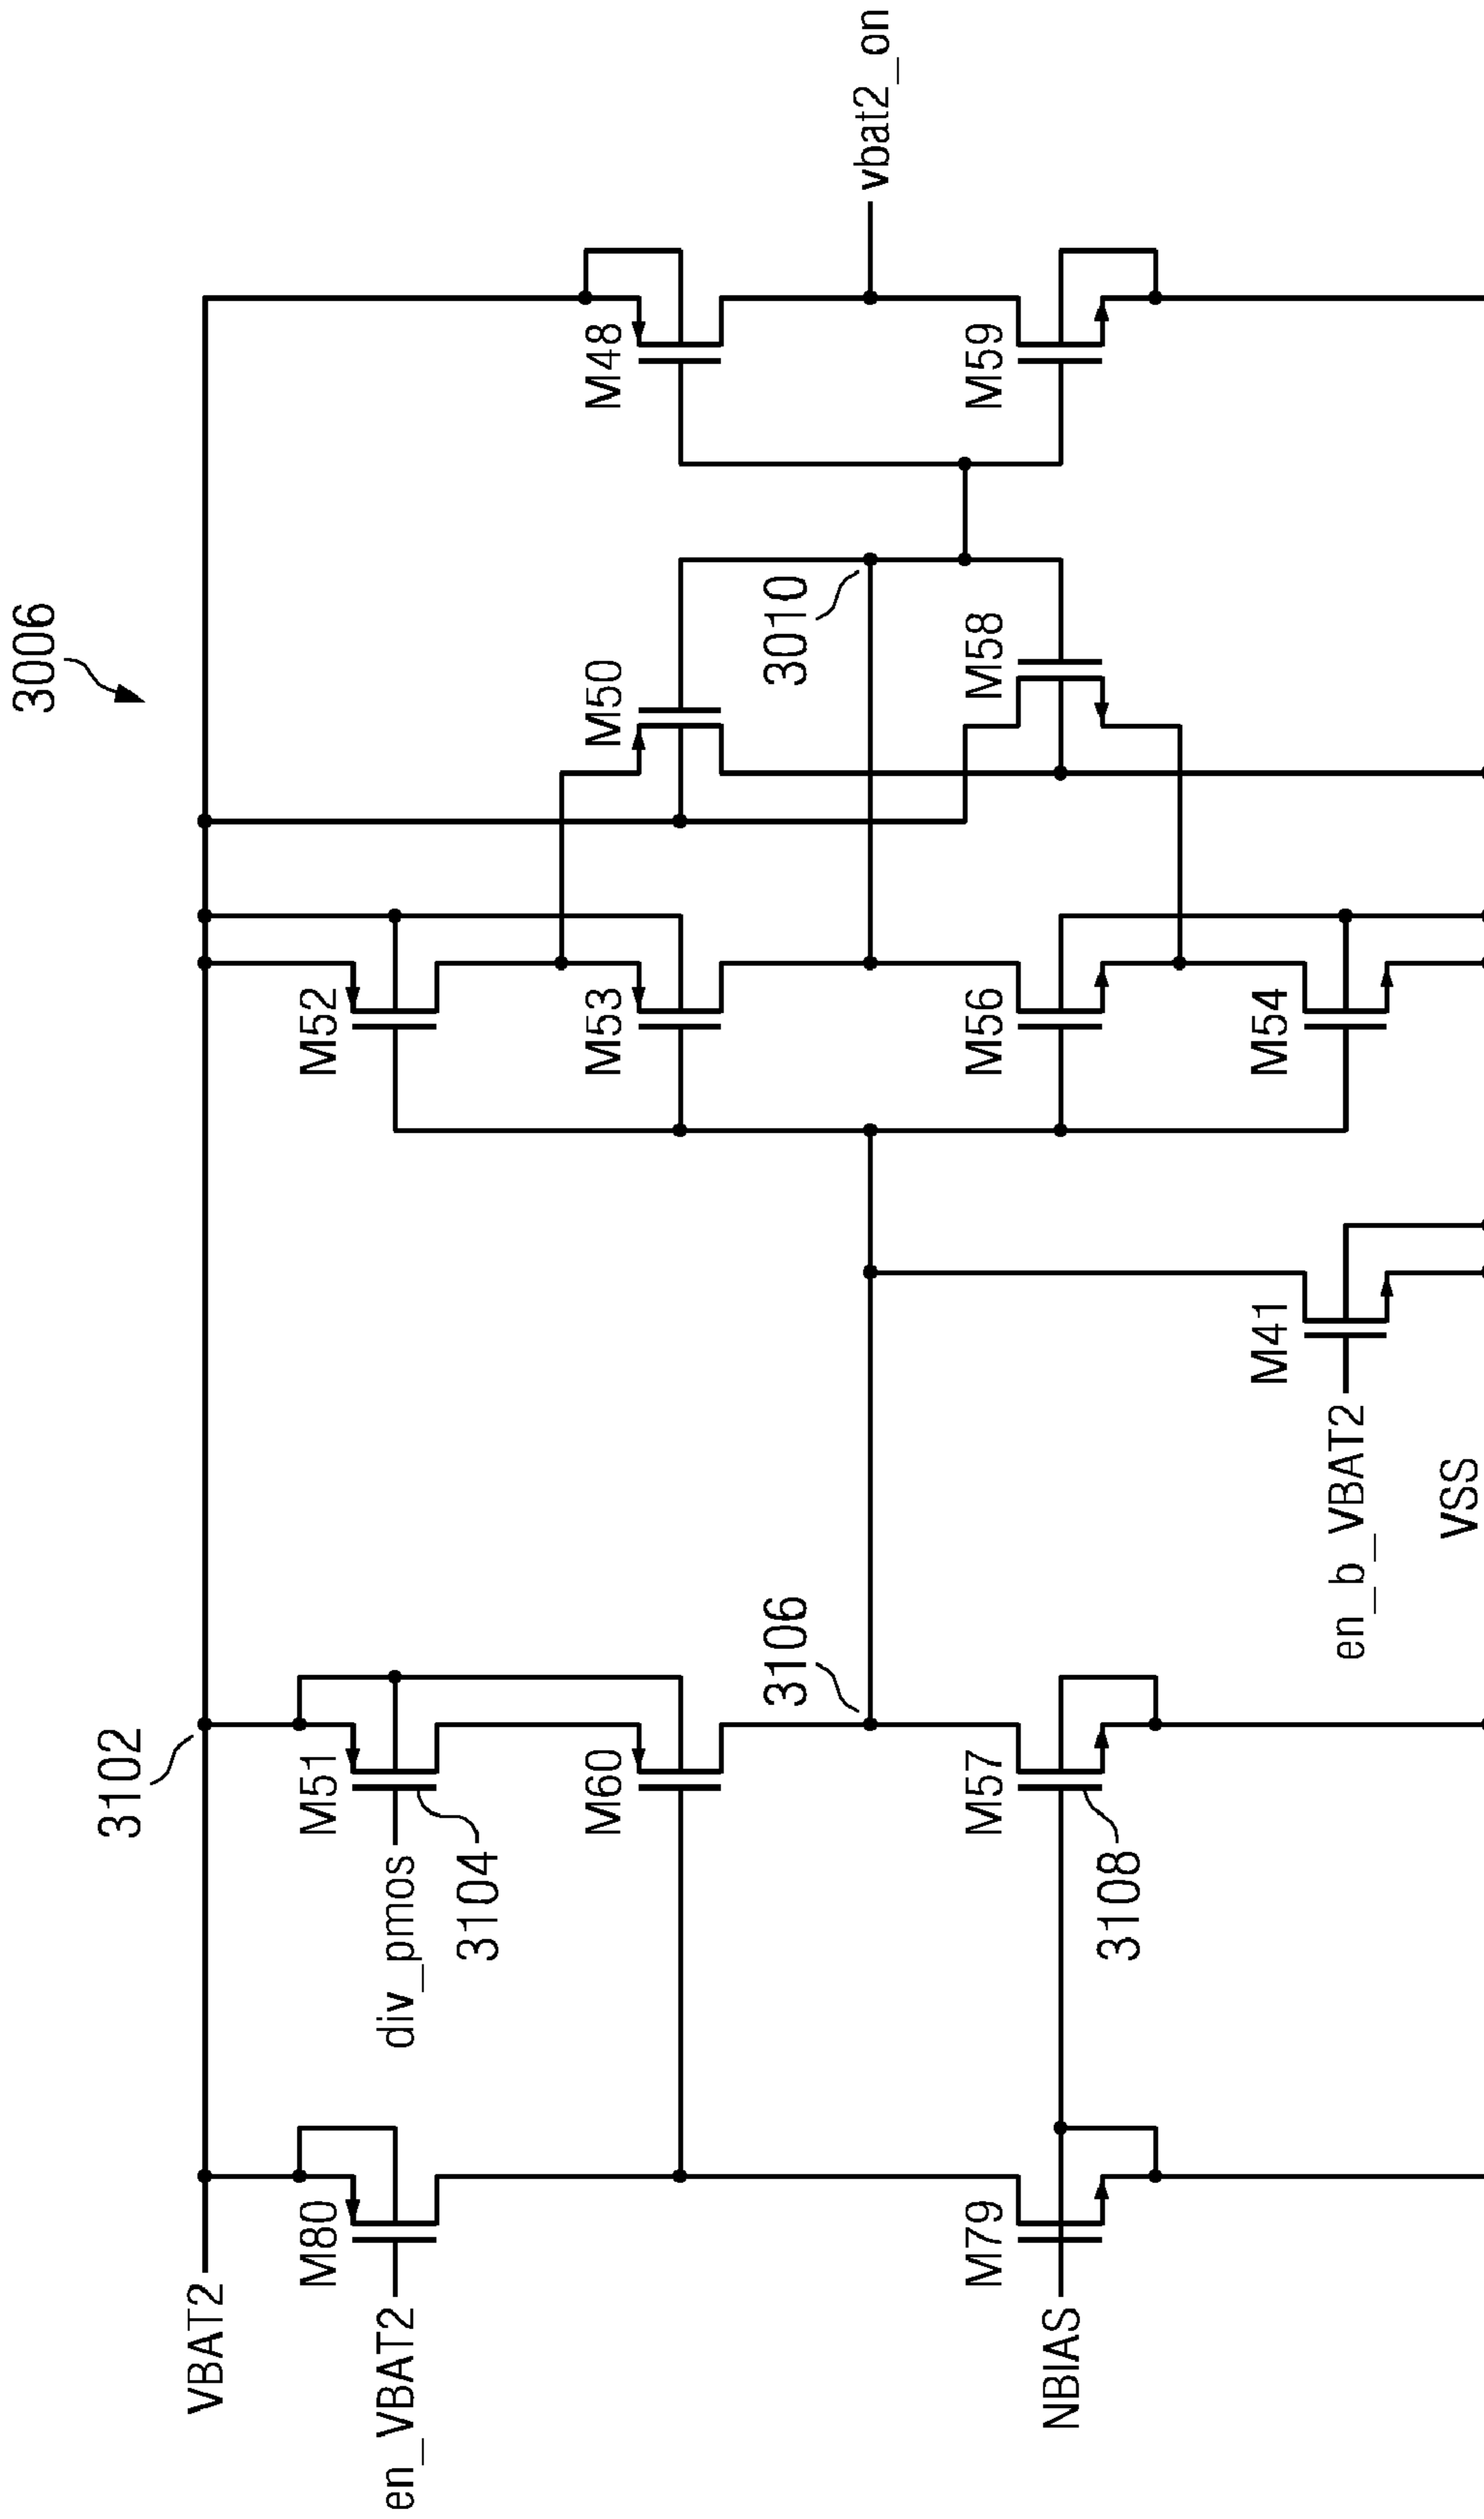 3006
3102
VBAT2
M80
en_VBAT2
M51
div_pmos
3104
M52
M60
M53
M50
M48
3106
3010
vbat2_on
M79
NBIAS
M57
3108
M56
M58
M59
M41
en_b_VBAT2
M54
VSS